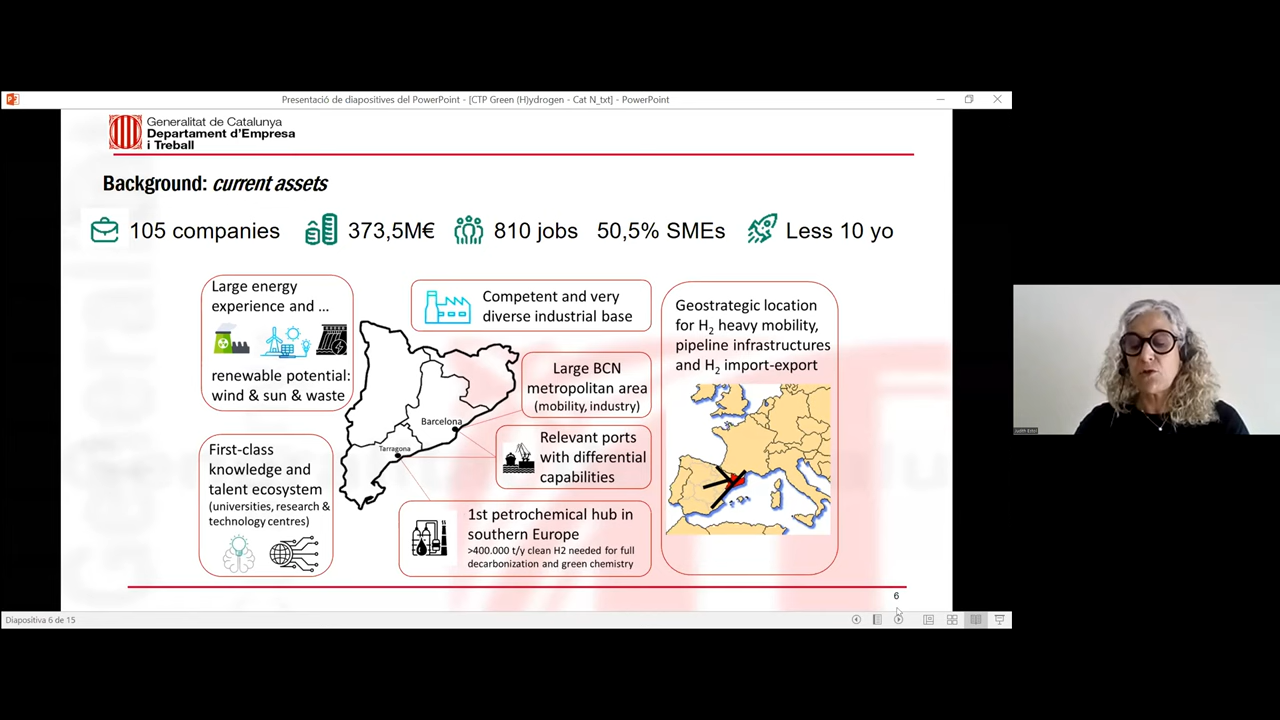 Presentació de diapositives del PowerPoint - [CTP Green (H)ydrogen - Cat N_txt] - PowerPoint
Generalitat de Catalunya
Departament d'Empresa
i Treball
Background: current assets
105 companies
373,5M€
810 jobs
50,5% SMEs
Less 10 yo
Large energy
experience and ...
renewable potential:
wind & sun & waste
First-class
knowledge and
talent ecosystem
(universities, research &
technology centres)
Barcelona
Tarragona
Competent and very
diverse industrial base
Large BCN
metropolitan area
(mobility, industry)
Relevant ports
with differential
capabilities
1st petrochemical hub in
southern Europe
>400.000 t/y clean H2 needed for full
decarbonization and green chemistry
Geostrategic location
for H2 heavy mobility,
pipeline infrastructures
and H2 import-export
6
Diapositiva 6 de 15